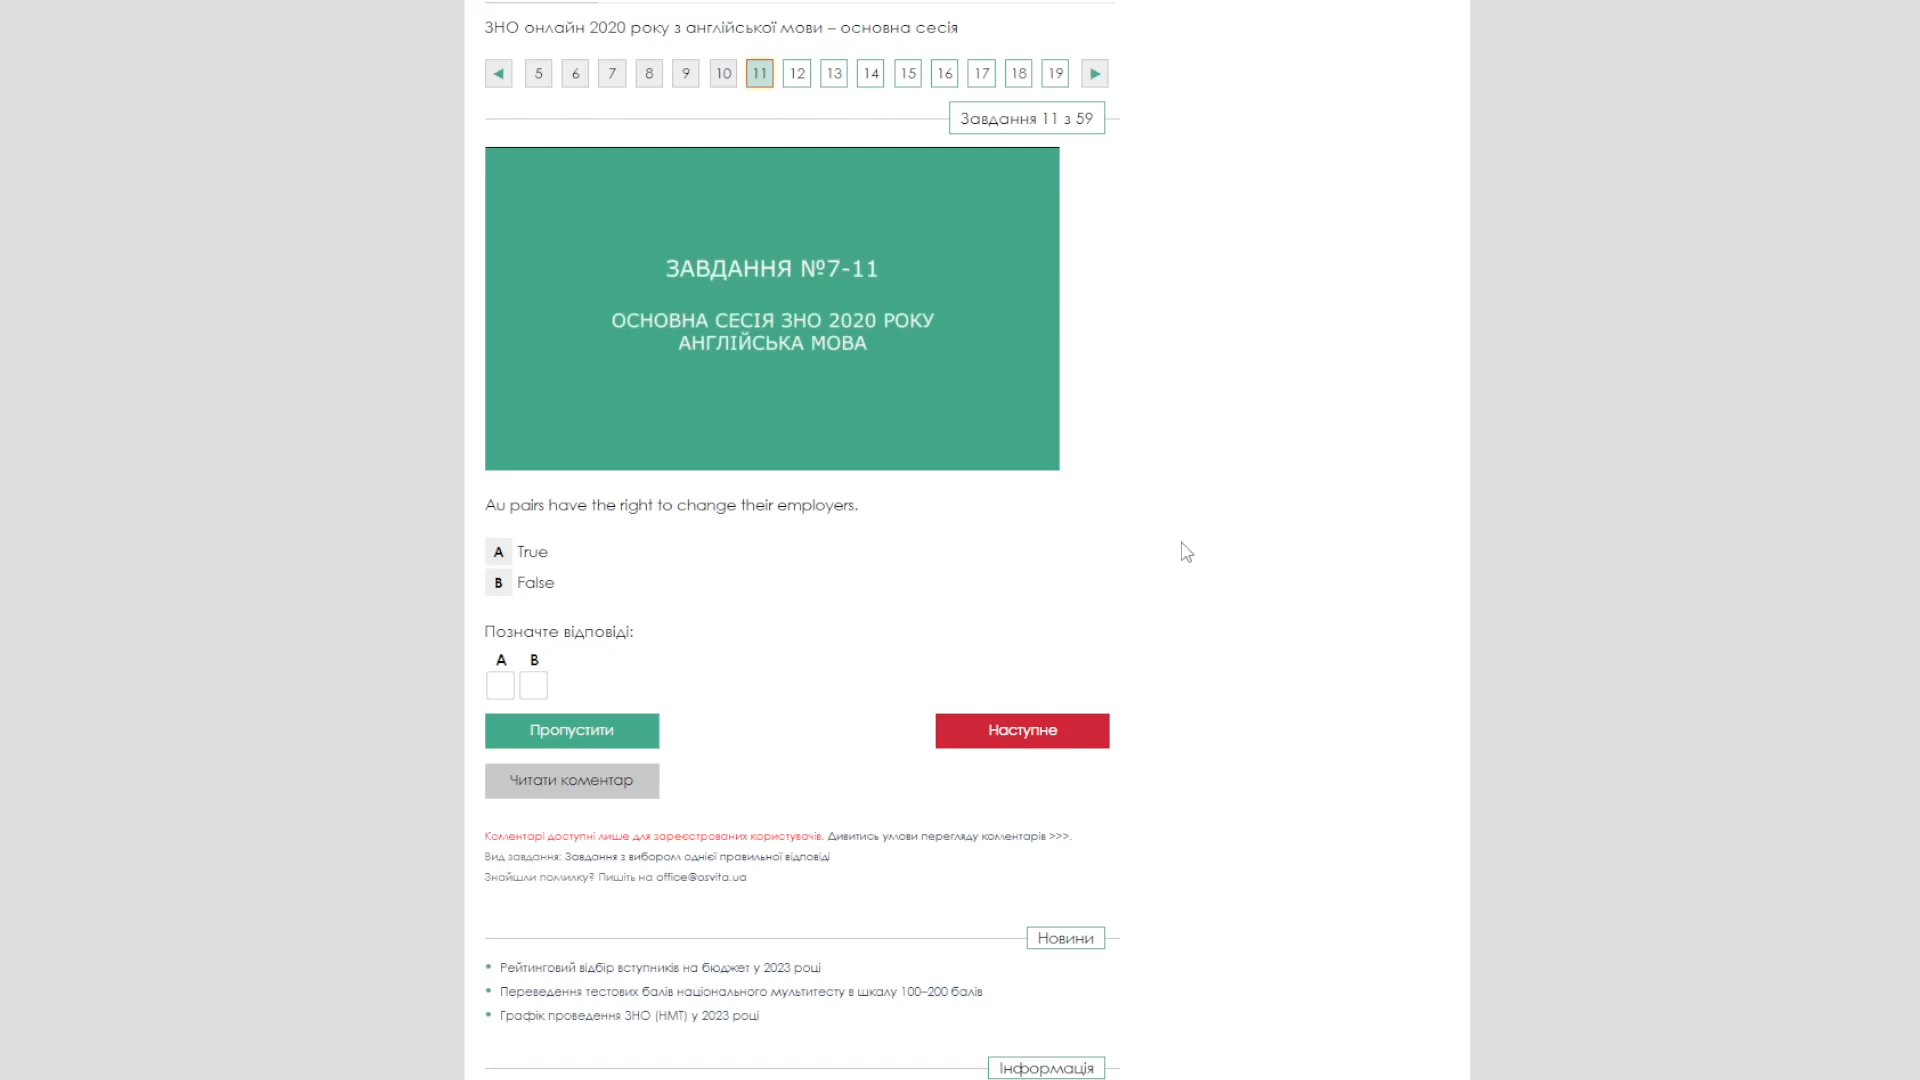 ЗНО онлайн 2020 року з англійської мови – основна сесія
5 6 7 8 9 10 11 12 13 14 15 16 17 18 19
Завдання 11 з 59
ЗАВДАННЯ №7-11
ОСНОВНА СЕСІЯ ЗНО 2020 РОКУ
АНГЛІЙСЬКА МОВА
Au pairs have the right to change their employers.
A True
B False
Позначте відповіді:
A B
Пропустити
Наступне
Читати коментар
Коментарі доступні лише для зареєстрованих користувачів. Дивитись умови перегляду коментарів >>>.
Вид завдання: Завдання з вибором однієї правильної відповіді
Знайшли помилку? Пишіть на office@osvita.ua
Новини
Рейтинговий відбір вступників на бюджет у 2023 році
Переведення тестових балів національного мультитесту в шкалу 100–200 балів
Графік проведення ЗНО (НМТ) у 2023 році
Інформація